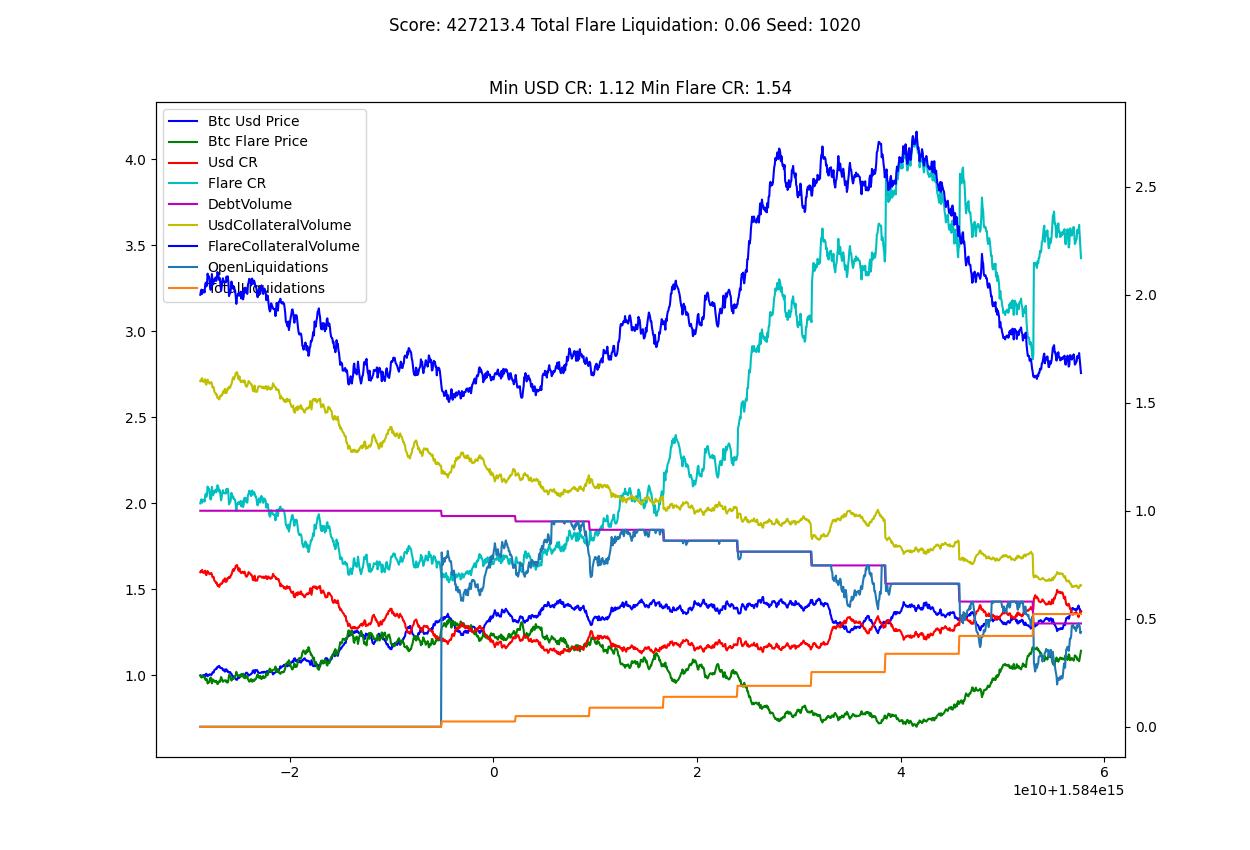 Score: 427213.4 Total Flare Liquidation: 0.06 Seed: 1020
Min USD CR: 1.12 Min Flare CR: 1.54
Btc Usd Price
Btc Flare Price
Usd CR
Flare CR
DebtVolume
UsdCollateralVolume
FlareCollateralVolume
OpenLiquidations
TotalLiquidations
4.0
3.5
3.0
2.5
2.0
1.5
1.0
2.5
2.0
1.5
1.0
0.5
0.0
−2
0
2
4
6
1e10+1.584e15